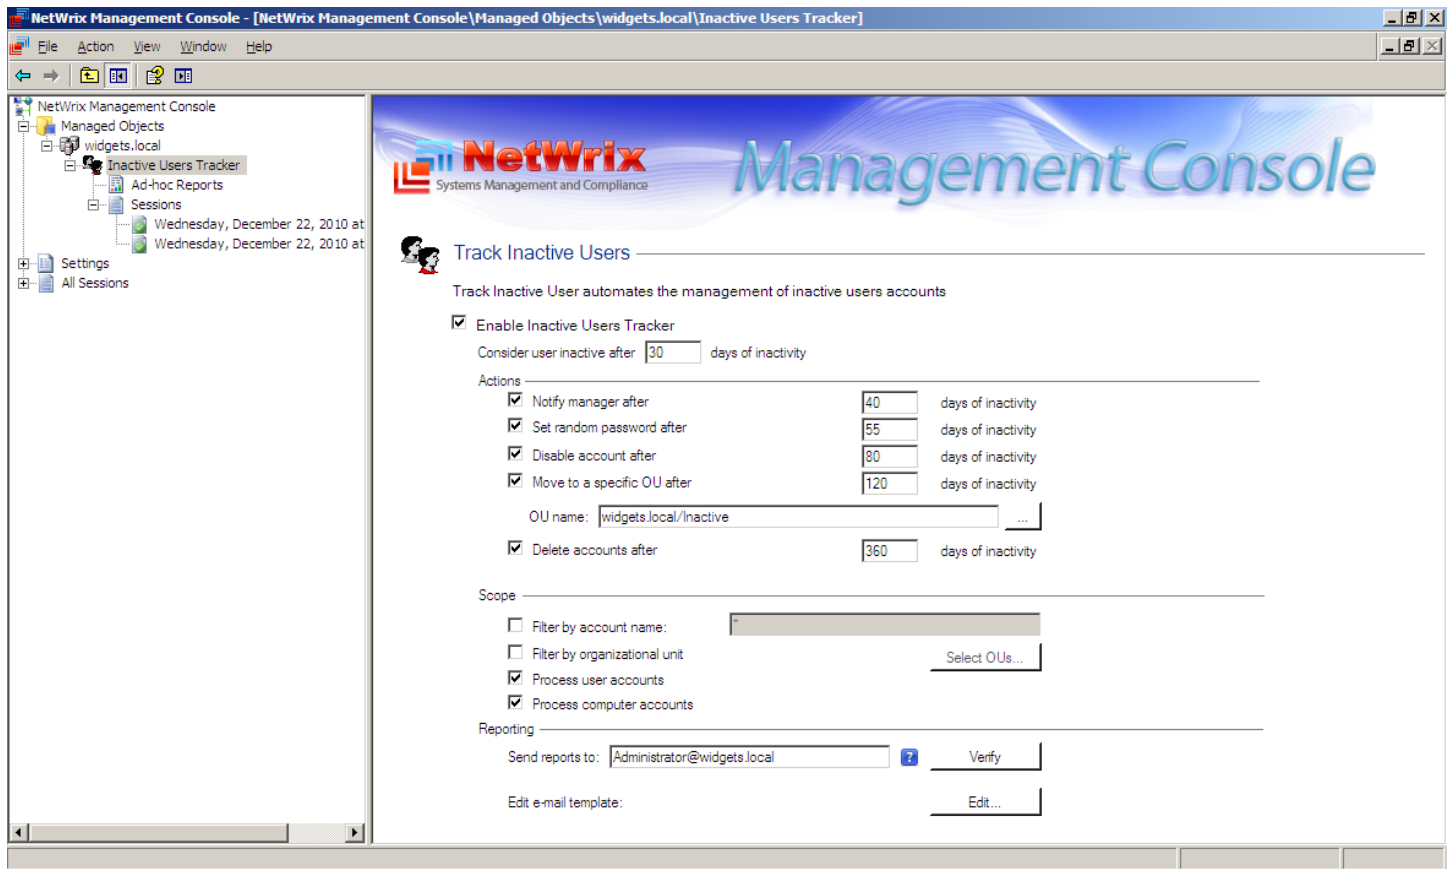 NetWrix Management Console - [NetWrix Management Console\Managed Objects\widgets.local\Inactive Users Tracker]
File Action View Window Help
NetWrix Management Console
Managed Objects
widgets.local
Inactive Users Tracker
Ad-hoc Reports
Sessions
Wednesday, December 22, 2010 at
Wednesday, December 22, 2010 at
Settings
All Sessions
NetWrix
Systems Management and Compliance
Management Console
Track Inactive Users
Track Inactive User automates the management of inactive users accounts
Enable Inactive Users Tracker
Consider user inactive after 30 days of inactivity
Actions
Notify manager after 40 days of inactivity
Set random password after 55 days of inactivity
Disable account after 80 days of inactivity
Move to a specific OU after 120 days of inactivity
OU name: widgets.local/Inactive ...
Delete accounts after 360 days of inactivity
Scope
Filter by account name: *
Filter by organizational unit Select OUs...
Process user accounts
Process computer accounts
Reporting
Send reports to: Administrator@widgets.local ? Verify
Edit e-mail template: Edit...